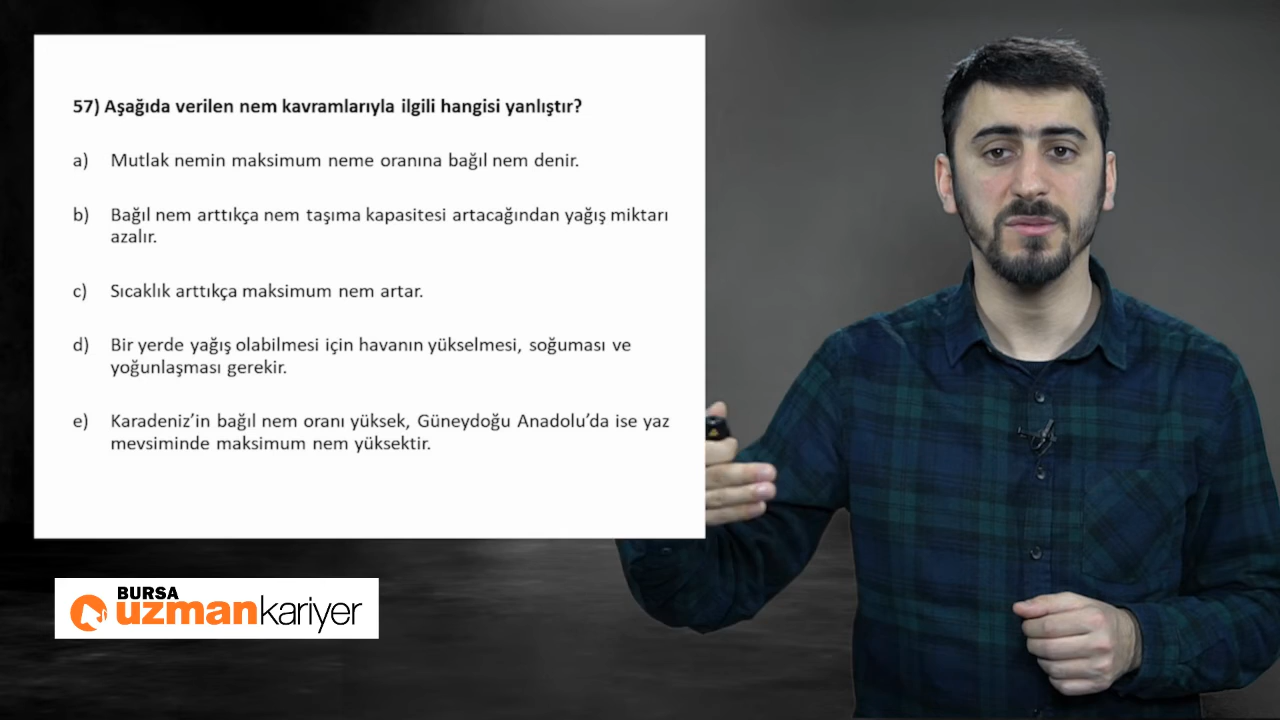 57) Aşağıda verilen nem kavramlarıyla ilgili hangisi yanlıştır?
a) Mutlak nemin maksimum neme oranına bağıl nem denir.
b) Bağıl nem arttıkça nem taşıma kapasitesi artacağından yağış miktarı
azalır.
c) Sıcaklık arttıkça maksimum nem artar.
d) Bir yerde yağış olabilmesi için havanın yükselmesi, soğuması ve
yoğunlaşması gerekir.
e) Karadeniz’in bağıl nem oranı yüksek, Güneydoğu Anadolu’da ise yaz
mevsiminde maksimum nem yüksektir.
BURSA
uzmankariyer